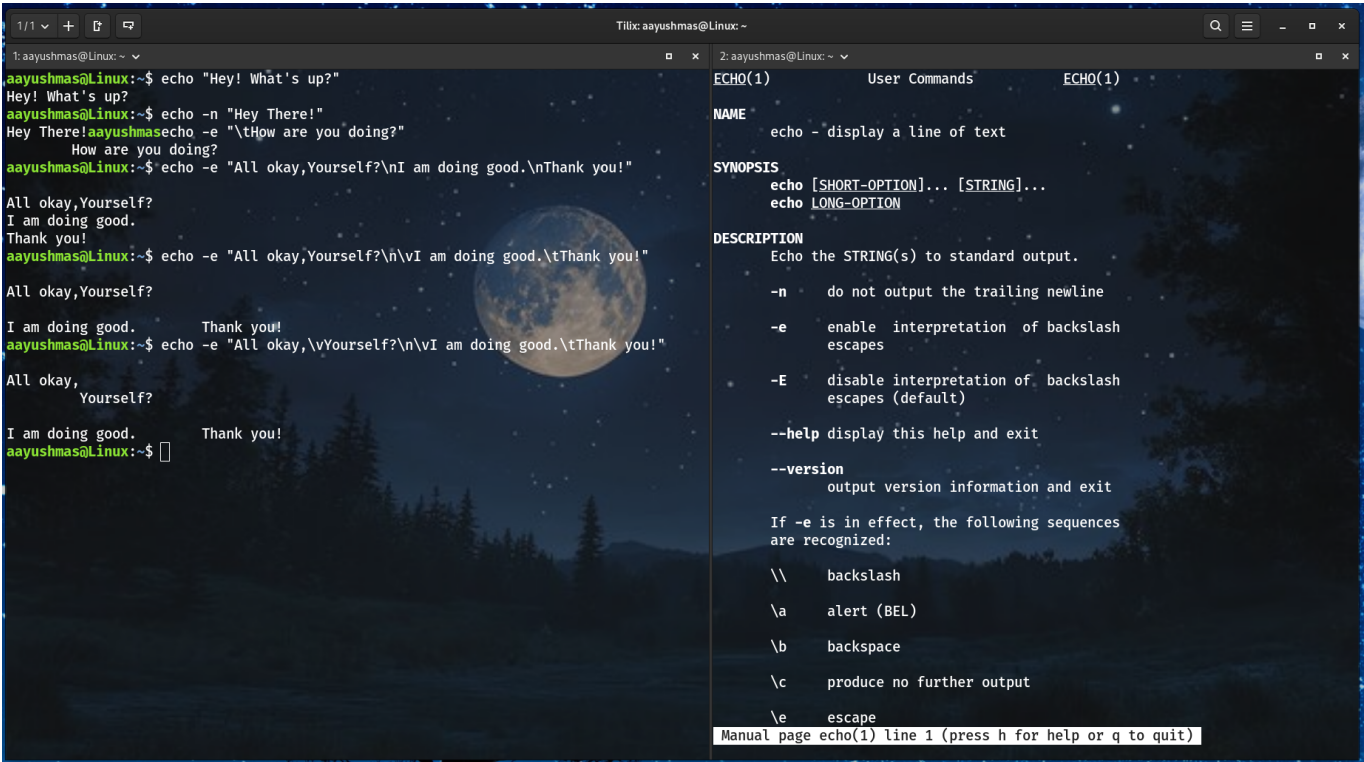 1/1
Tilix: aayushmas@Linux: ~
1: aayushmas@Linux: ~
aayushmas@Linux:~$ echo "Hey! What's up?"
Hey! What's up?
aayushmas@Linux:~$ echo -n "Hey There!"
Hey There!aayushmasecho -e "\tHow are you doing?"
        How are you doing?
aayushmas@Linux:~$ echo -e "All okay,Yourself?\nI am doing good.\nThank you!"

All okay,Yourself?
I am doing good.
Thank you!
aayushmas@Linux:~$ echo -e "All okay,Yourself?\n\vI am doing good.\tThank you!"

All okay,Yourself?

I am doing good.        Thank you!
aayushmas@Linux:~$ echo -e "All okay,\vYourself?\n\vI am doing good.\tThank you!"

All okay,
         Yourself?

I am doing good.        Thank you!
aayushmas@Linux:~$
2: aayushmas@Linux: ~
ECHO(1)            User Commands           ECHO(1)

NAME
       echo - display a line of text

SYNOPSIS
       echo [SHORT-OPTION]... [STRING]...
       echo LONG-OPTION

DESCRIPTION
       Echo the STRING(s) to standard output.

       -n     do not output the trailing newline

       -e     enable  interpretation  of backslash
              escapes

       -E     disable interpretation of  backslash
              escapes (default)

       --help display this help and exit

       --version
              output version information and exit

       If -e is in effect, the following sequences
       are recognized:

       \\     backslash

       \a     alert (BEL)

       \b     backspace

       \c     produce no further output

       \e     escape
Manual page echo(1) line 1 (press h for help or q to quit)